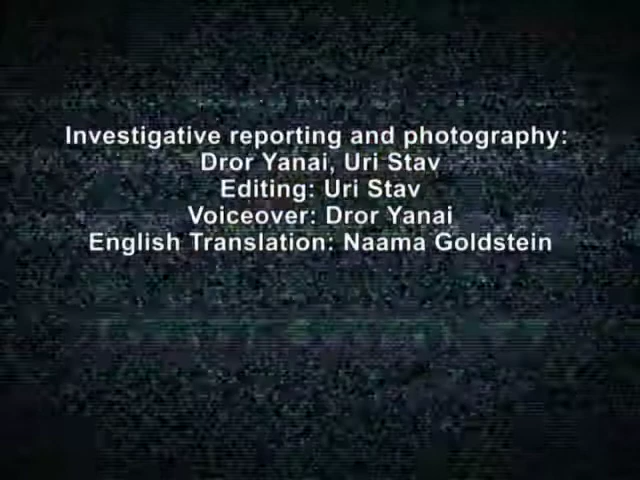 Investigative reporting and photography:
Dror Yanai, Uri Stav
Editing: Uri Stav
Voiceover: Dror Yanai
English Translation: Naama Goldstein